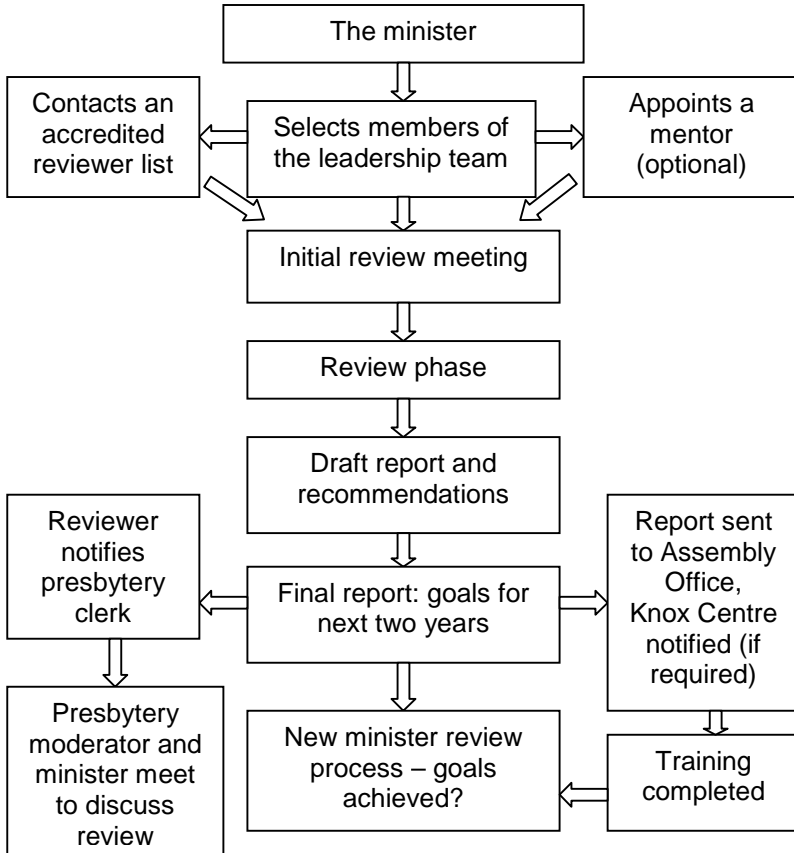 The minister
Contacts an
accredited
reviewer list
Selects members of
the leadership team
Appoints a
mentor
(optional)
Initial review meeting
Review phase
Draft report and
recommendations
Reviewer
notifies
presbytery
clerk
Final report: goals for
next two years
Report sent
to Assembly
Office,
Knox Centre
notified (if
required)
Presbytery
moderator and
minister meet
to discuss
review
New minister review
process – goals
achieved?
Training
completed